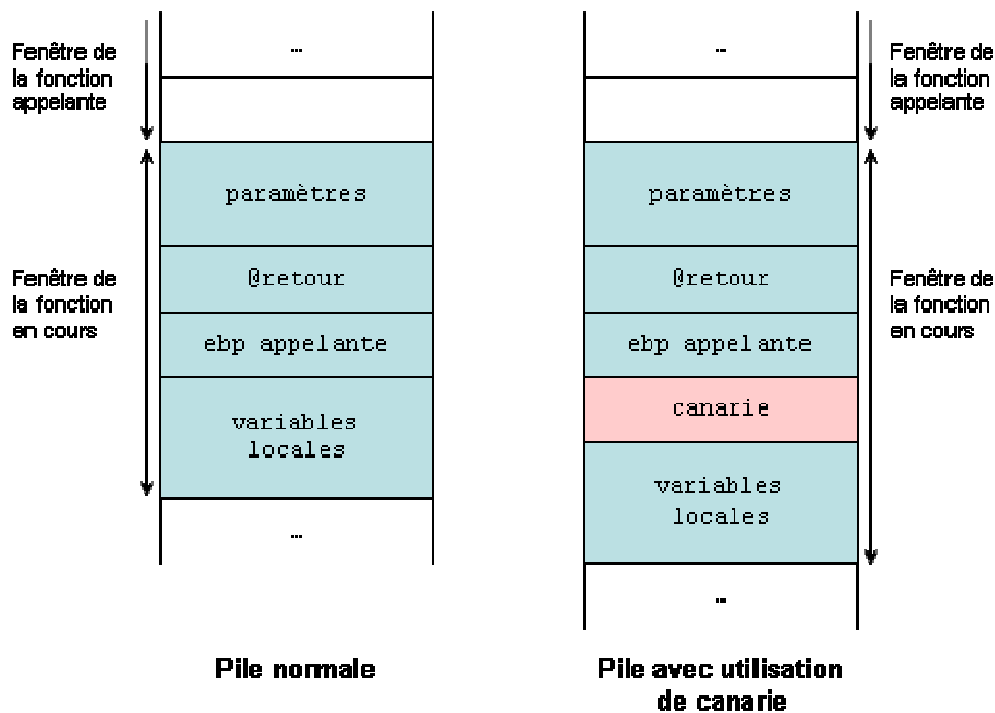 Fenêtre de
la fonction
appelante
…
paramètres
@retour
ebp appelante
variables
locales
…
Fenêtre de
la fonction
en cours
Pile normale
…
paramètres
@retour
ebp appelante
canarie
variables
locales
…
Fenêtre de
la fonction
appelante
Fenêtre de
la fonction
en cours
Pile avec utilisation
de canarie